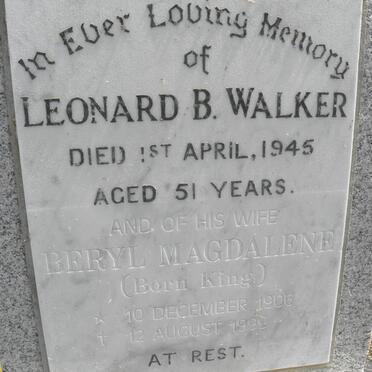 In Ever Loving Memory
of
LEONARD B. WALKER
DIED 1ST APRIL, 1945
AGED 51 YEARS.
AND OF HIS WIFE
BERYL MAGDALENE
(Born King)
10 DECEMBER 1906
12 AUGUST
AT REST.